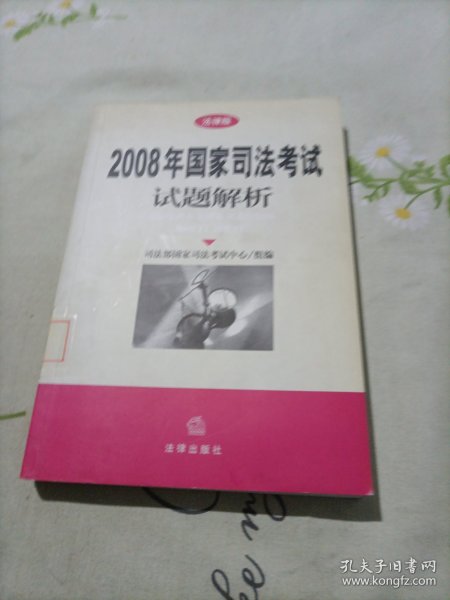 法律版
2008年国家司法考试
试题解析
司法部国家司法考试中心/组编
法律出版社
孔夫子旧书网
www.kongfz.com